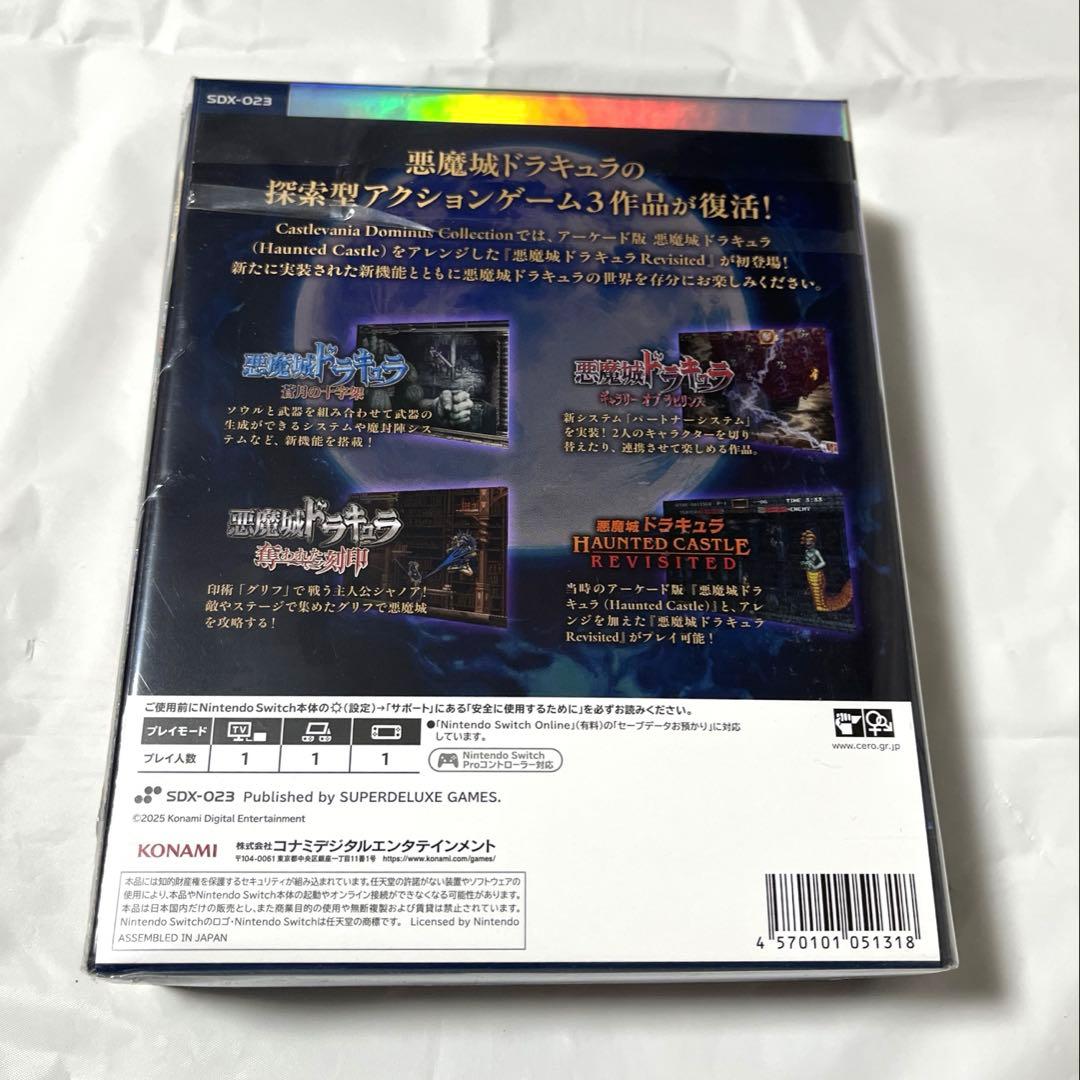 SDX-023
悪魔城ドラキュラの
探索型アクションゲーム3作品が復活!
Castlevania Dominus Collectionでは、アーケード版 悪魔城ドラキュラ
(Haunted Castle)をアレンジした『悪魔城ドラキュラ Revisited』が初登場!
新たに実装された新機能とともに悪魔城ドラキュラの世界を存分にお楽しみください。
悪魔城ドラキュラ
蒼月の十字架
ソウルと武器を組み合わせて武器の
生成ができるシステムや魔封陣シス
テムなど、新機能を搭載!
悪魔城ドラキュラ
ギャラリー オブ ラビリンス
新システム「パートナーシステム」
を実装!2人のキャラクターを切り
替えたり、連携させて楽しめる作品。
悪魔城ドラキュラ
奪われた刻印
印術「グリフ」で戦う主人公シャノア!
敵やステージで集めたグリフで悪魔城
を攻略する!
TIME 3:33
ENEMY
悪魔城ドラキュラ
HAUNTED CASTLE
REVISITED
当時のアーケード版『悪魔城ドラ
キュラ(Haunted Castle)』と、アレ
ンジを加えた『悪魔城ドラキュラ
Revisited』がプレイ可能!
ご使用前にNintendo Switch本体の(設定)→「サポート」にある「安全に使用するために」を必ずお読みください。
プレイモード TV
プレイ人数 1 1 1
●「Nintendo Switch Online」(有料)の「セーブデータお預かり」に対応
しています。
Nintendo Switch
Proコントローラー対応
www.cero.gr.jp
SDX-023 Published by SUPERDELUXE GAMES.
©2025 Konami Digital Entertainment
KONAMI
株式会社コナミデジタルエンタテインメント
〒104-0061 東京都中央区銀座一丁目11番1号 https://www.konami.com/games/
本品には知的財産権を保護するセキュリティが組み込まれています。任天堂の許諾がない装置やソフトウェアの
使用により、本品やNintendo Switch本体の起動やオンライン接続ができなくなる可能性があります。
本品は日本国内だけの販売とし、また商業目的の使用や無断複製および賃貸は禁止されています。
Nintendo Switchのロゴ・Nintendo Switchは任天堂の商標です。 Licensed by Nintendo
ASSEMBLED IN JAPAN
4 570101 051318